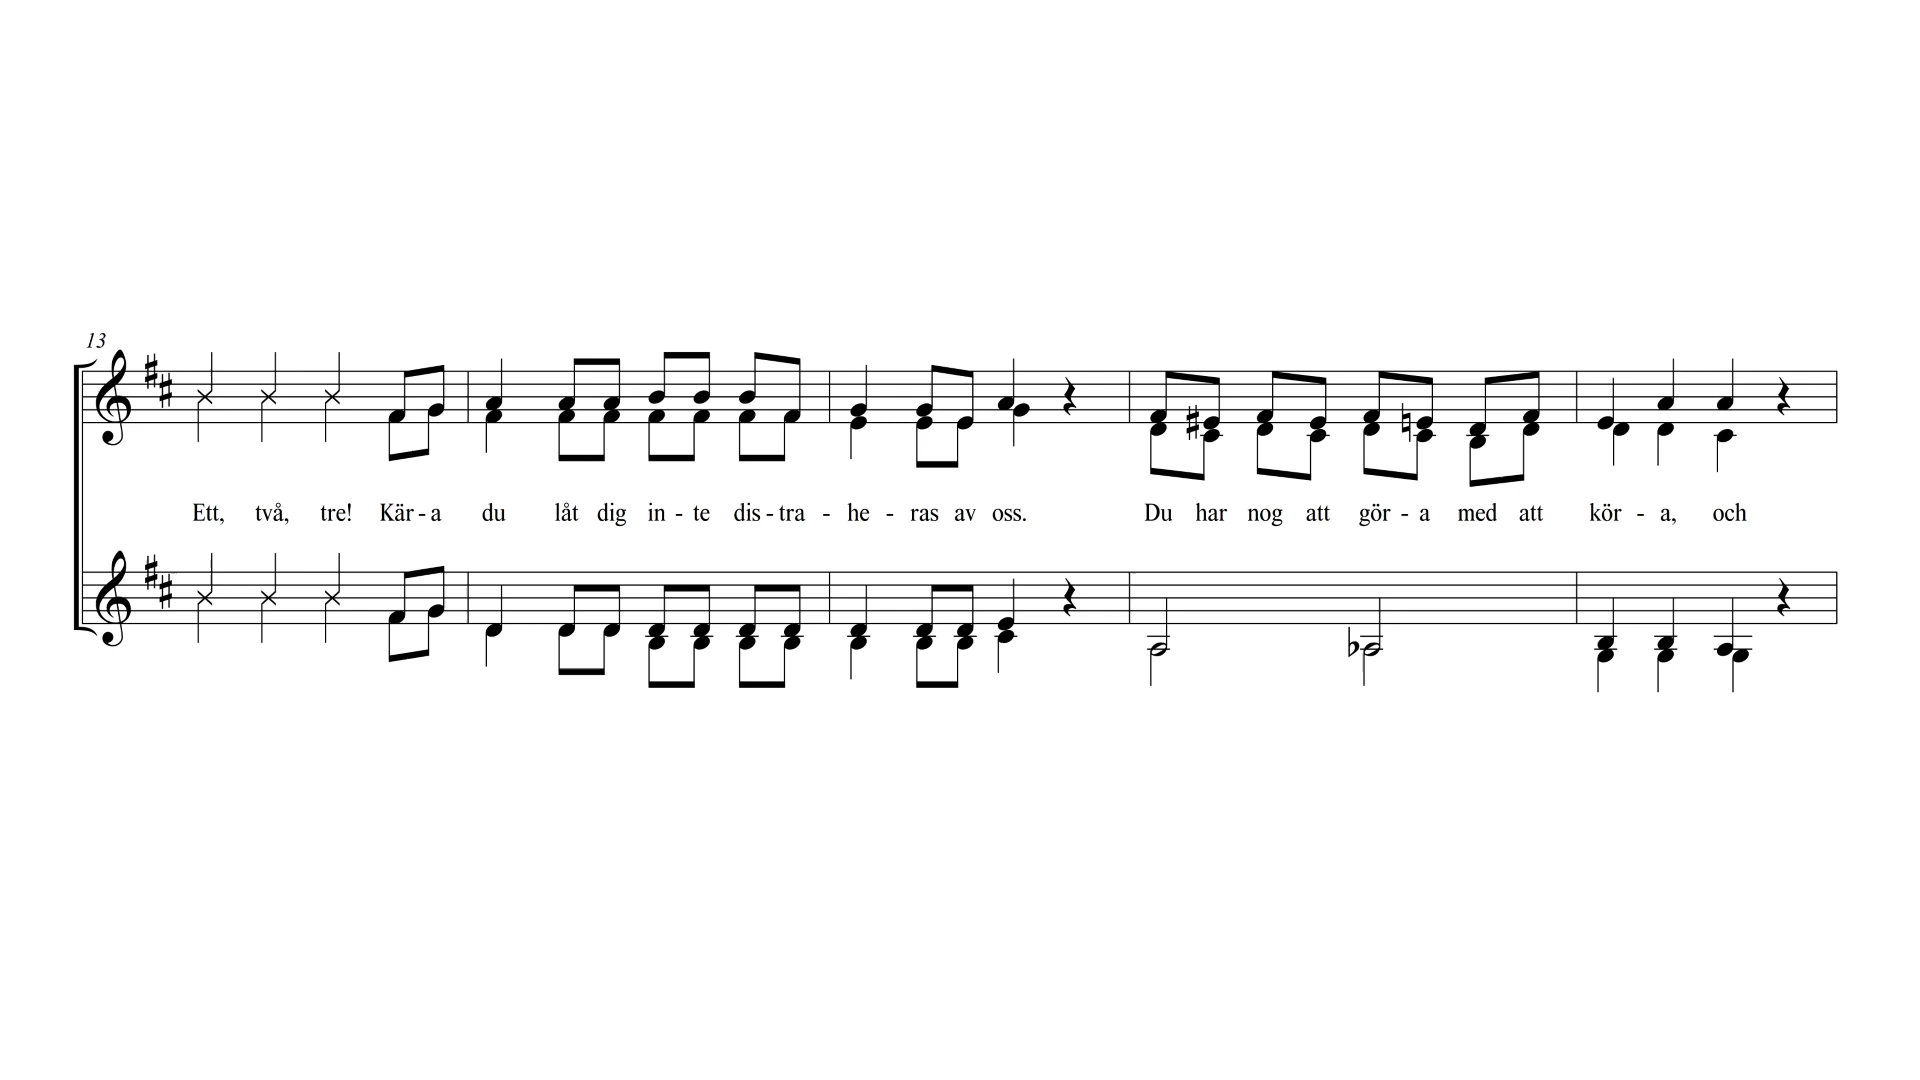 13
Ett, två, tre! Kär - a du låt dig in - te dis - tra - he - ras av oss. Du har nog att gör - a med att kör - a, och